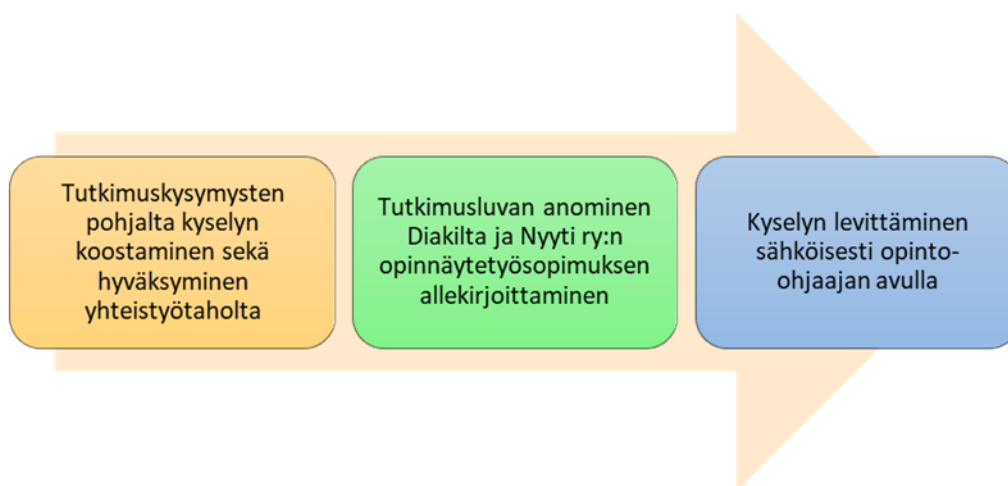 Tutkimuskysymysten
pohjalta kyselyn
koostaminen sekä
hyväksyminen
yhteistyötaholta
Tutkimusluvan anominen
Diakilta ja Nyyti ry:n
opinnäytetyösopimuksen
allekirjoittaminen
Kyselyn levittäminen
sähköisesti opinto-
ohjaajan avulla